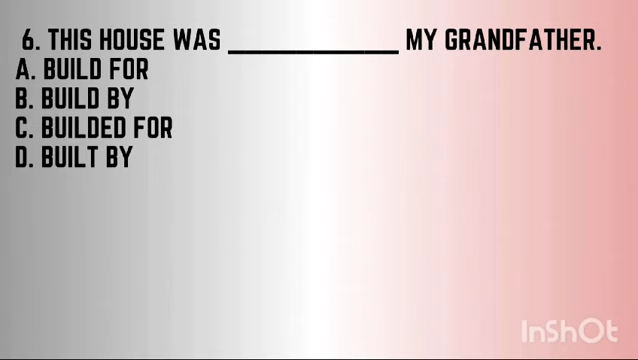 6. THIS HOUSE WAS ______________ MY GRANDFATHER.
A. BUILD FOR
B. BUILD BY
C. BUILDED FOR
D. BUILT BY
InShOt